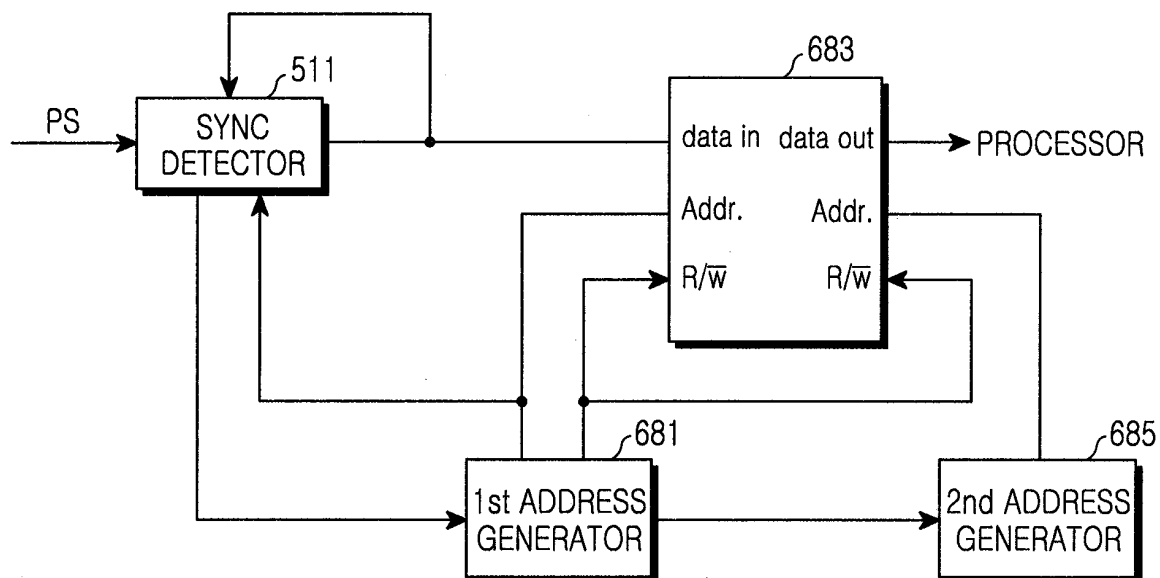 683
511
PS
SYNC
DETECTOR
data in data out
PROCESSOR
Addr. Addr.
R/w̅ R/w̅
681
685
1st ADDRESS
GENERATOR
2nd ADDRESS
GENERATOR